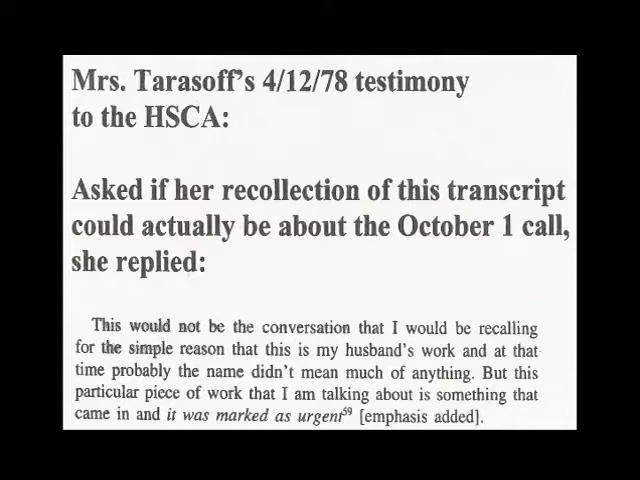 Mrs. Tarasoff's 4/12/78 testimony
to the HSCA:
Asked if her recollection of this transcript
could actually be about the October 1 call,
she replied:
This would not be the conversation that I would be recalling
for the simple reason that this is my husband's work and at that
time probably the name didn't mean much of anything. But this
particular piece of work that I am talking about is something that
came in and it was marked as urgent⁵⁹ [emphasis added].